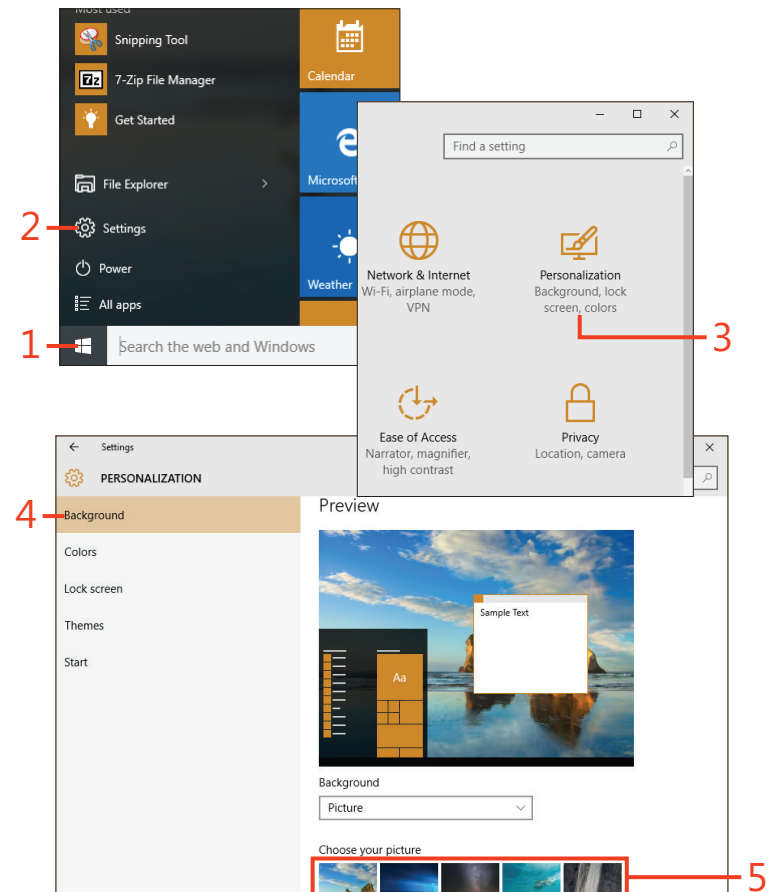 Most used
Snipping Tool
7z
7-Zip File Manager
Get Started
File Explorer
2
Settings
Power
All apps
1
Search the web and Windows
Calendar
Microsoft
Weather
Find a setting
Network & Internet
Wi-Fi, airplane mode,
VPN
Personalization
Background, lock
screen, colors
3
Ease of Access
Narrator, magnifier,
high contrast
Privacy
Location, camera
Settings
PERSONALIZATION
4
Background
Colors
Lock screen
Themes
Start
Preview
Sample Text
Aa
Background
Picture
Choose your picture
5